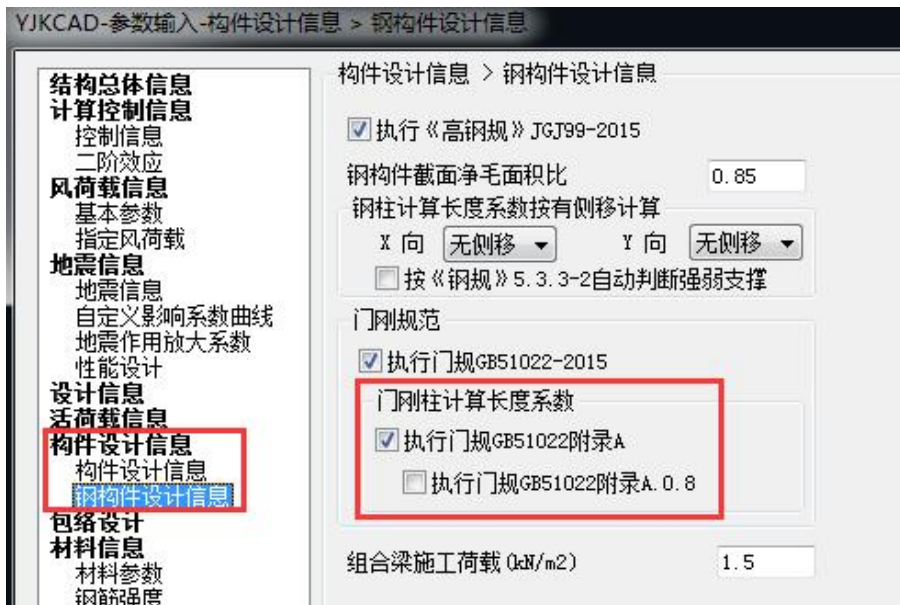 YJKCAD-参数输入-构件设计信息 > 钢构件设计信息
结构总体信息
计算控制信息
控制信息
二阶效应
风荷载信息
基本参数
指定风荷载
地震信息
地震信息
自定义影响系数曲线
地震作用放大系数
性能设计
设计信息
活荷载信息
构件设计信息
构件设计信息
钢构件设计信息
包络设计
材料信息
材料参数
钢筋强度
构件设计信息 > 钢构件设计信息
执行《高钢规》JGJ99-2015
钢构件截面净毛面积比 0.85
钢柱计算长度系数按有侧移计算
X 向 无侧移 Y 向 无侧移
按《钢规》5.3.3-2自动判断强弱支撑
门刚规范
执行门规GB51022-2015
门刚柱计算长度系数
执行门规GB51022附录A
执行门规GB51022附录A.0.8
组合梁施工荷载(kN/m2) 1.5